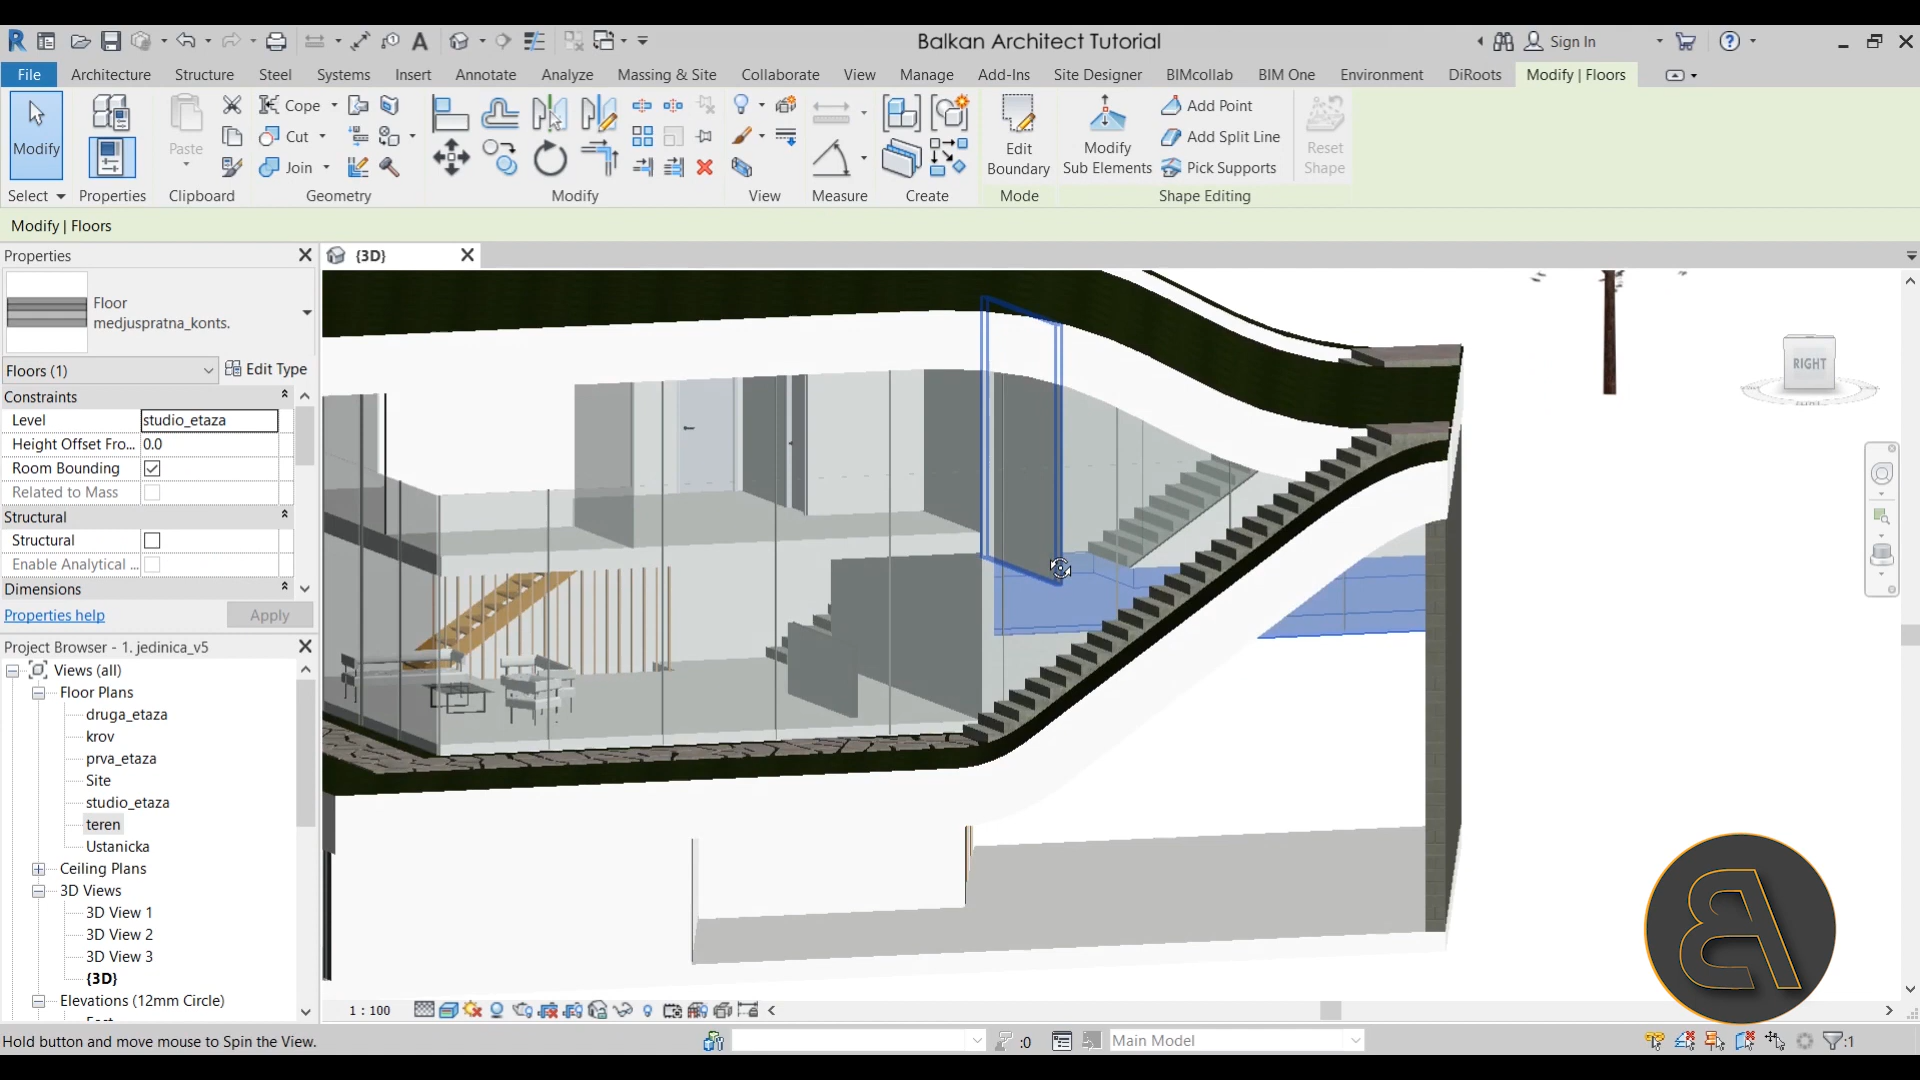 Balkan Architect Tutorial
Sign In
File Architecture Structure Steel Systems Insert Annotate Analyze Massing & Site Collaborate View Manage Add-Ins Site Designer BIMcollab BIM One Environment DiRoots Modify | Floors
Modify
Paste
Cope
Cut
Join
Edit
Boundary
Modify
Sub Elements
Add Point
Add Split Line
Pick Supports
Reset
Shape
Select Properties Clipboard Geometry Modify View Measure Create Mode Shape Editing
Modify | Floors
Properties
{3D}
Floor
medjuspratna_konts.
Floors (1)
Edit Type
Constraints
Level studio_etaza
Height Offset Fro... 0.0
Room Bounding
Related to Mass
Structural
Structural
Enable Analytical ...
Dimensions
Properties help
Apply
Project Browser - 1. jedinica_v5
Views (all)
Floor Plans
druga_etaza
krov
prva_etaza
Site
studio_etaza
teren
Ustanicka
Ceiling Plans
3D Views
3D View 1
3D View 2
3D View 3
{3D}
Elevations (12mm Circle)
RIGHT
1 : 100
Hold button and move mouse to Spin the View.
:0
Main Model
:1